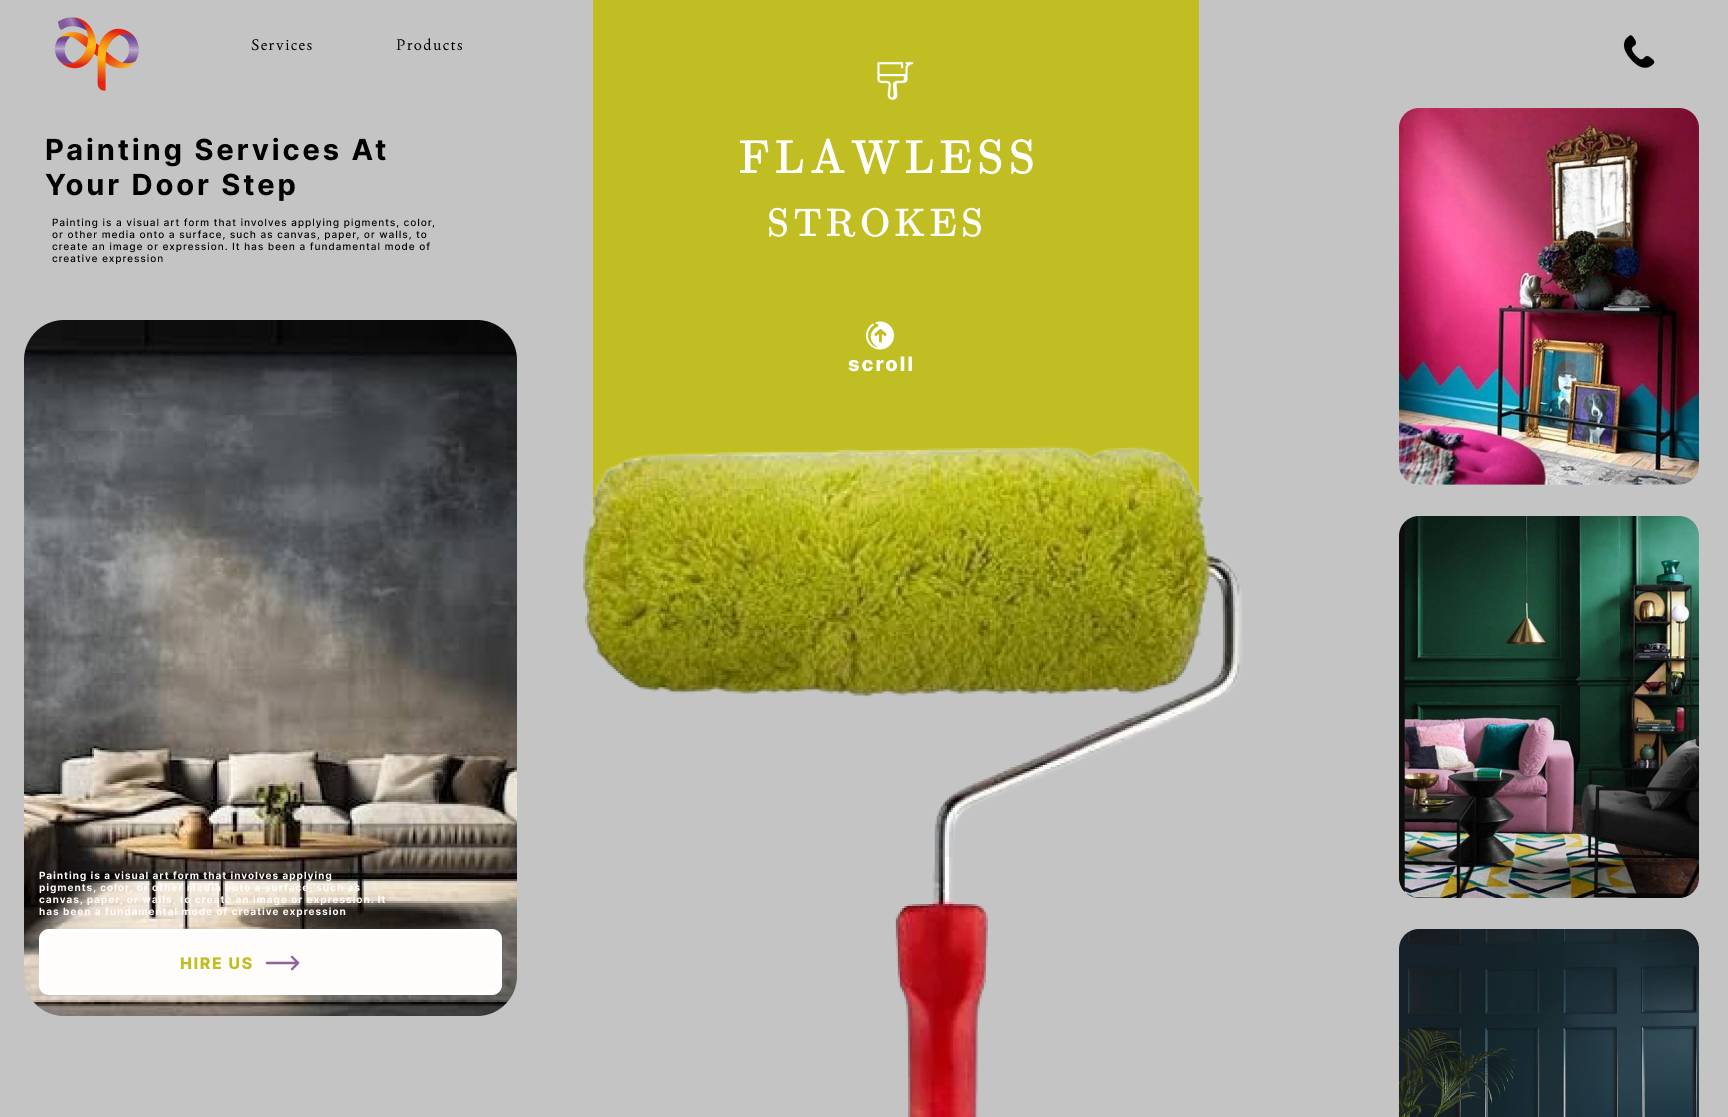 Services
Products
Painting Services At
Your Door Step
Painting is a visual art form that involves applying pigments, color,
or other media onto a surface, such as canvas, paper, or walls, to
create an image or expression. It has been a fundamental mode of
creative expression
FLAWLESS
STROKES
scroll
Painting is a visual art form that involves applying
pigments, color, or other media onto a surface, such as
canvas, paper, or walls, to create an image or expression. It
has been a fundamental mode of creative expression
HIRE US